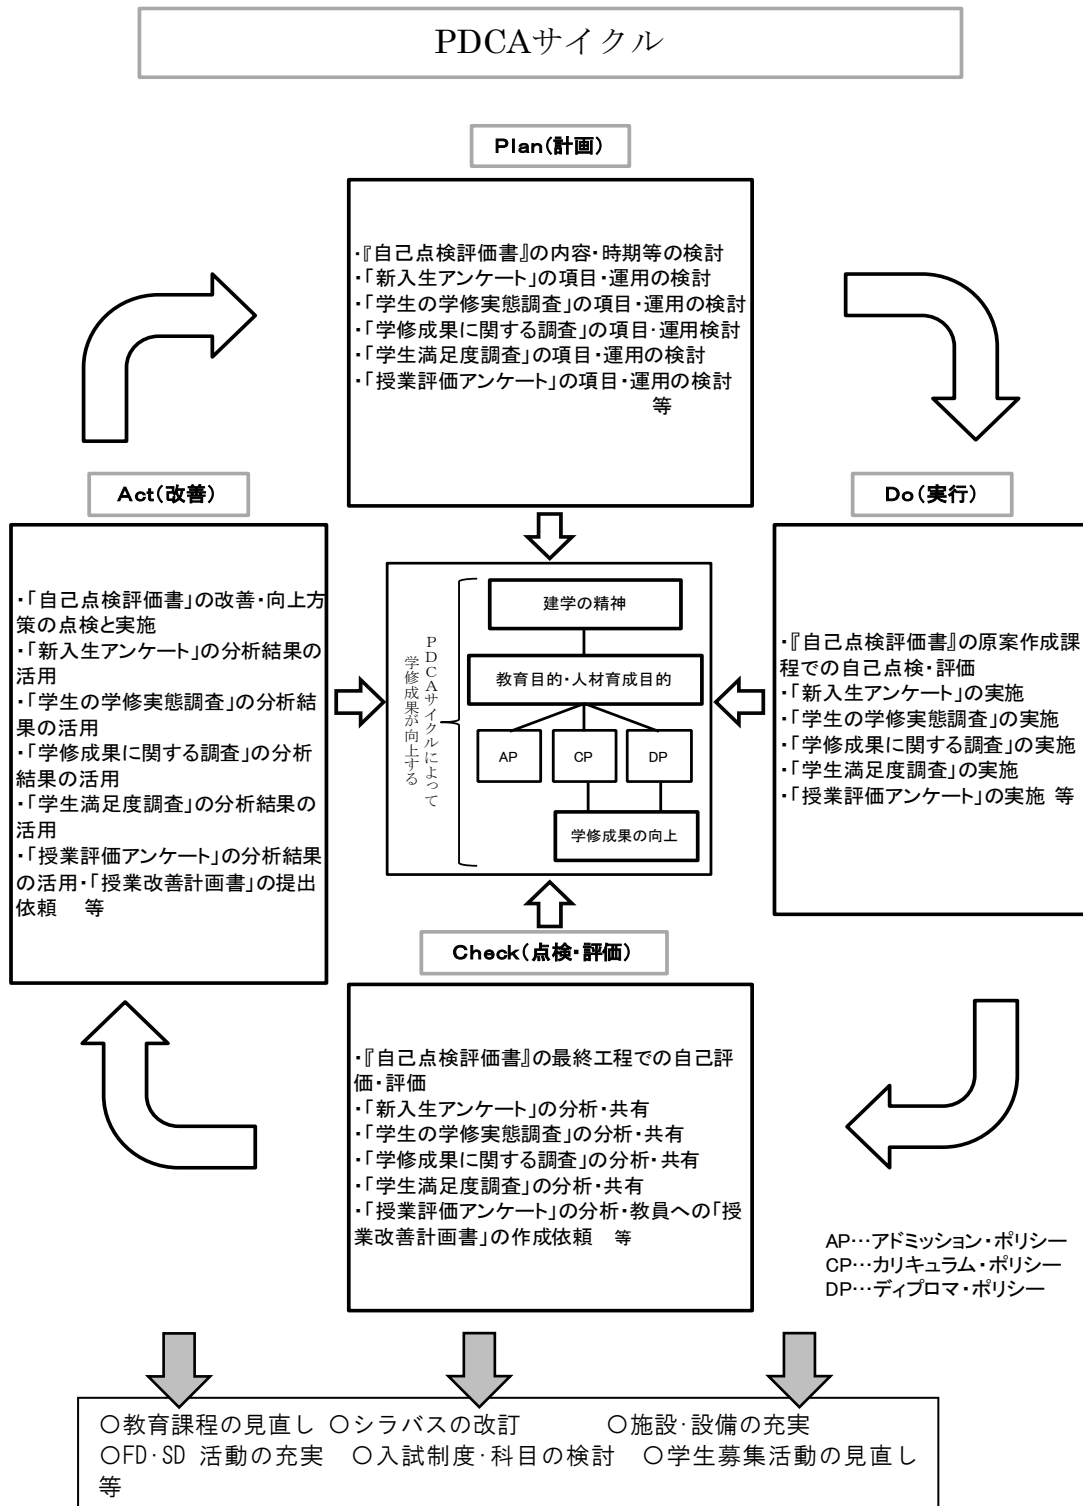 PDCAサイクル
Plan(計画)
・『自己点検評価書』の内容・時期等の検討
・「新入生アンケート」の項目・運用の検討
・「学生の学修実態調査」の項目・運用の検討
・「学修成果に関する調査」の項目・運用検討
・「学生満足度調査」の項目・運用の検討
・「授業評価アンケート」の項目・運用の検討
等
Act(改善)
・「自己点検評価書」の改善・向上方
策の点検と実施
・「新入生アンケート」の分析結果の
活用
・「学生の学修実態調査」の分析結
果の活用
・「学修成果に関する調査」の分析
結果の活用
・「学生満足度調査」の分析結果の
活用
・「授業評価アンケート」の分析結果
の活用・「授業改善計画書」の提出
依頼　等
PDCAサイクルによって
学修成果が向上する
建学の精神
教育目的・人材育成目的
AP
CP
DP
学修成果の向上
Do(実行)
・『自己点検評価書』の原案作成課
程での自己点検・評価
・「新入生アンケート」の実施
・「学生の学修実態調査」の実施
・「学修成果に関する調査」の実施
・「学生満足度調査」の実施
・「授業評価アンケート」の実施 等
Check(点検・評価)
・『自己点検評価書』の最終工程での自己評
価・評価
・「新入生アンケート」の分析・共有
・「学生の学修実態調査」の分析・共有
・「学修成果に関する調査」の分析・共有
・「学生満足度調査」の分析・共有
・「授業評価アンケート」の分析・教員への「授
業改善計画書」の作成依頼　等
AP…アドミッション・ポリシー
CP…カリキュラム・ポリシー
DP…ディプロマ・ポリシー
○教育課程の見直し ○シラバスの改訂　○施設・設備の充実
○FD・SD 活動の充実　○入試制度・科目の検討　○学生募集活動の見直し
等